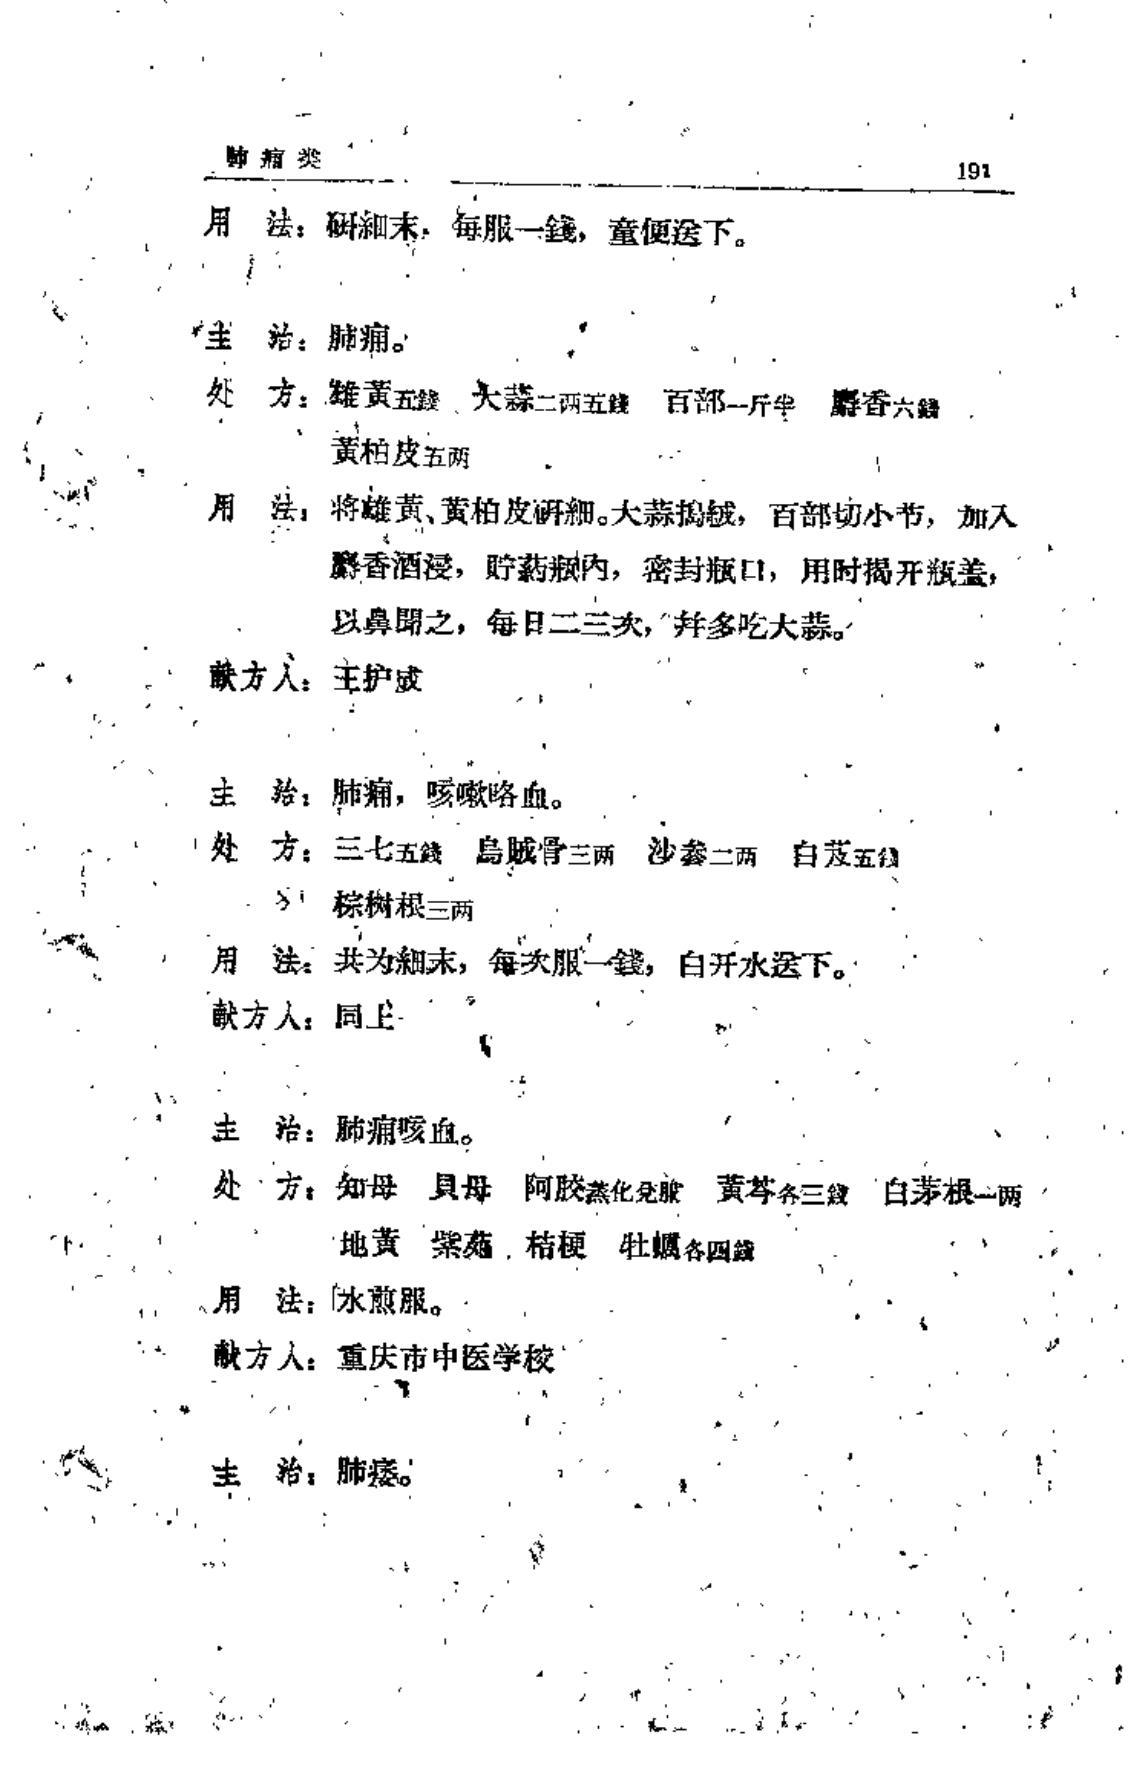 肺痨类 191
用 法：研細末，每服一錢，童便送下。
主 治：肺痨。
处 方：雄黃五錢 大蒜二两五錢 百部一斤半 麝香六錢
黃柏皮五两
用 法：将雄黃、黃柏皮研細。大蒜搗絨，百部切小节，加入
麝香酒浸，貯葯瓶內，密封瓶口，用时揭开瓶盖，
以鼻聞之，每日二三次，幷多吃大蒜。
献方人：王护成
主 治：肺痨，咳嗽咯血。
处 方：三七五錢 烏賊骨三两 沙参二两 白芨五錢
棕树根三两
用 法：共为細末，每次服一錢，白开水送下。
献方人：同上
主 治：肺痨咳血。
处 方：知母 貝母 阿胶蒸化兌服 黃芩各三錢 白茅根一两
地黃 紫菀 桔梗 牡蠣各四錢
用 法：水煎服。
献方人：重庆市中医学校
主 治：肺痿。